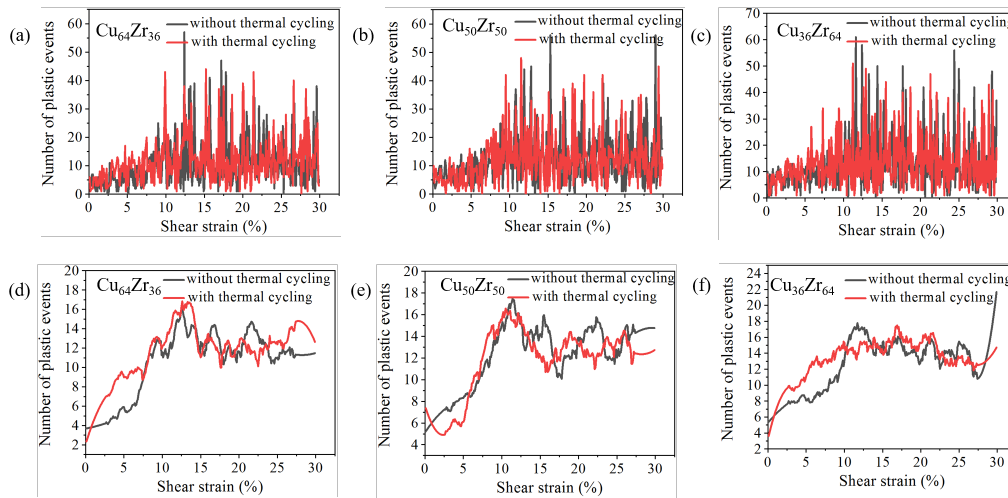 (a)
Cu64Zr36
without thermal cycling
with thermal cycling
Number of plastic events
60
50
40
30
20
10
0
0 5 10 15 20 25 30
Shear strain (%)
(b)
Cu50Zr50
without thermal cycling
with thermal cycling
Number of plastic events
60
50
40
30
20
10
0
0 5 10 15 20 25 30
Shear strain (%)
(c)
Cu36Zr64
without thermal cycling
with thermal cycling
Number of plastic events
70
60
50
40
30
20
10
0
0 5 10 15 20 25 30
Shear strain (%)
(d)
Cu64Zr36
without thermal cycling
with thermal cycling
Number of plastic events
20
18
16
14
12
10
8
6
4
2
0 5 10 15 20 25 30
Shear strain (%)
(e)
Cu50Zr50
without thermal cycling
with thermal cycling
Number of plastic events
20
18
16
14
12
10
8
6
4
0 5 10 15 20 25 30
Shear strain (%)
(f)
Cu36Zr64
without thermal cycling
with thermal cycling
Number of plastic events
24
22
20
18
16
14
12
10
8
6
4
2
0 5 10 15 20 25 30
Shear strain (%)